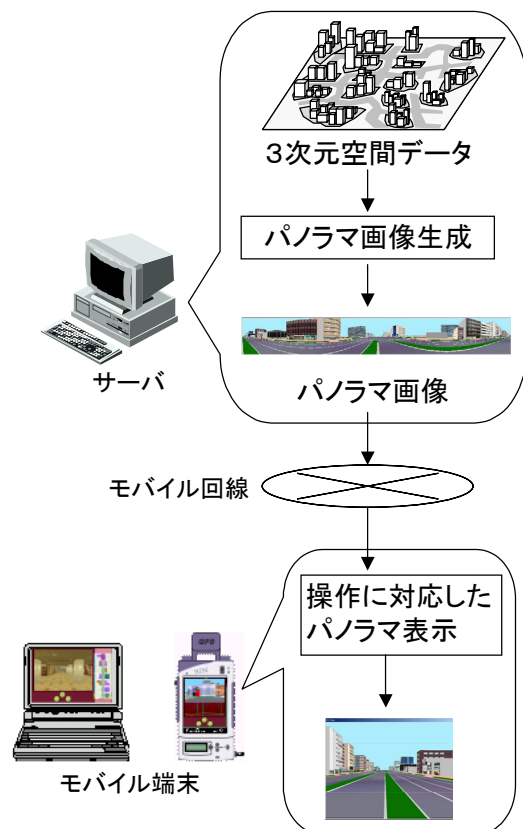 ３次元空間データ
パノラマ画像生成
サーバ
パノラマ画像
モバイル回線
操作に対応した
パノラマ表示
GPS
モバイル端末